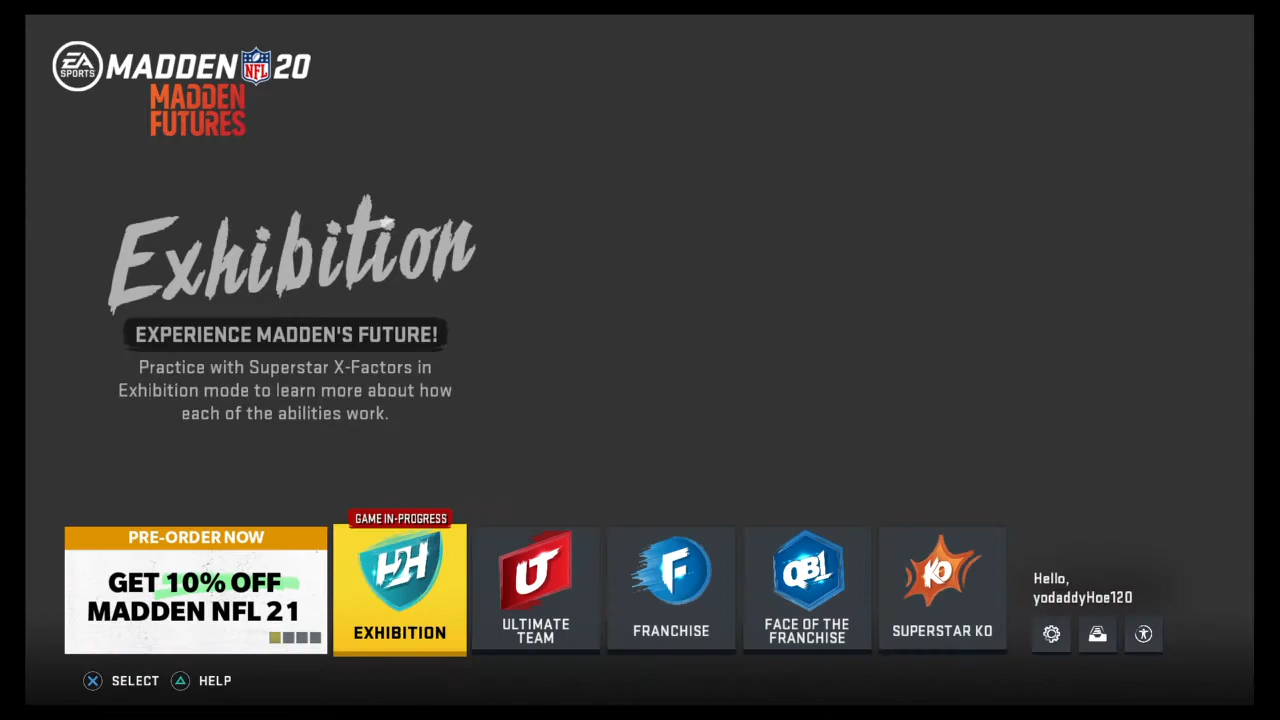 EA SPORTS MADDEN NFL 20
MADDEN
FUTURES
Exhibition
EXPERIENCE MADDEN'S FUTURE!
Practice with Superstar X-Factors in
Exhibition mode to learn more about how
each of the abilities work.
PRE-ORDER NOW
GET 10% OFF
MADDEN NFL 21
GAME IN-PROGRESS
H2H
EXHIBITION
UT
ULTIMATE
TEAM
F
FRANCHISE
QB1
FACE OF THE
FRANCHISE
KO
SUPERSTAR KO
Hello,
yodaddyHoe120
SELECT HELP